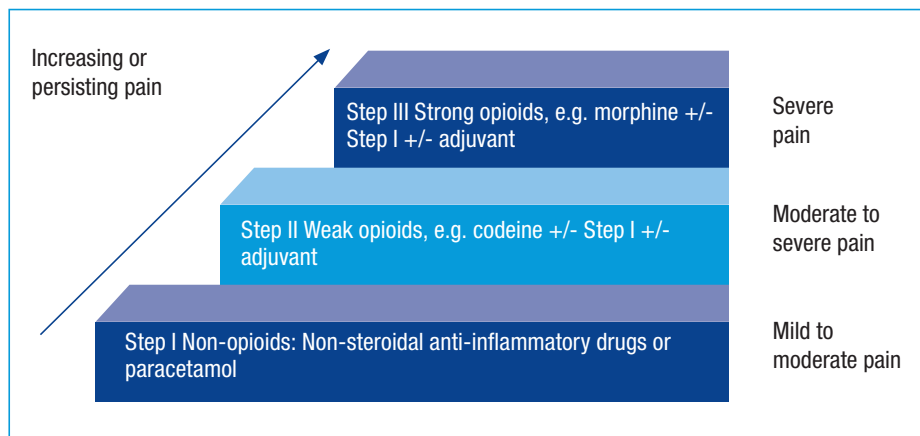 Increasing or
persisting pain
Step III Strong opioids, e.g. morphine +/-
Step I +/- adjuvant
Severe
pain
Step II Weak opioids, e.g. codeine +/- Step I +/-
adjuvant
Moderate to
severe pain
Step I Non-opioids: Non-steroidal anti-inflammatory drugs or
paracetamol
Mild to
moderate pain